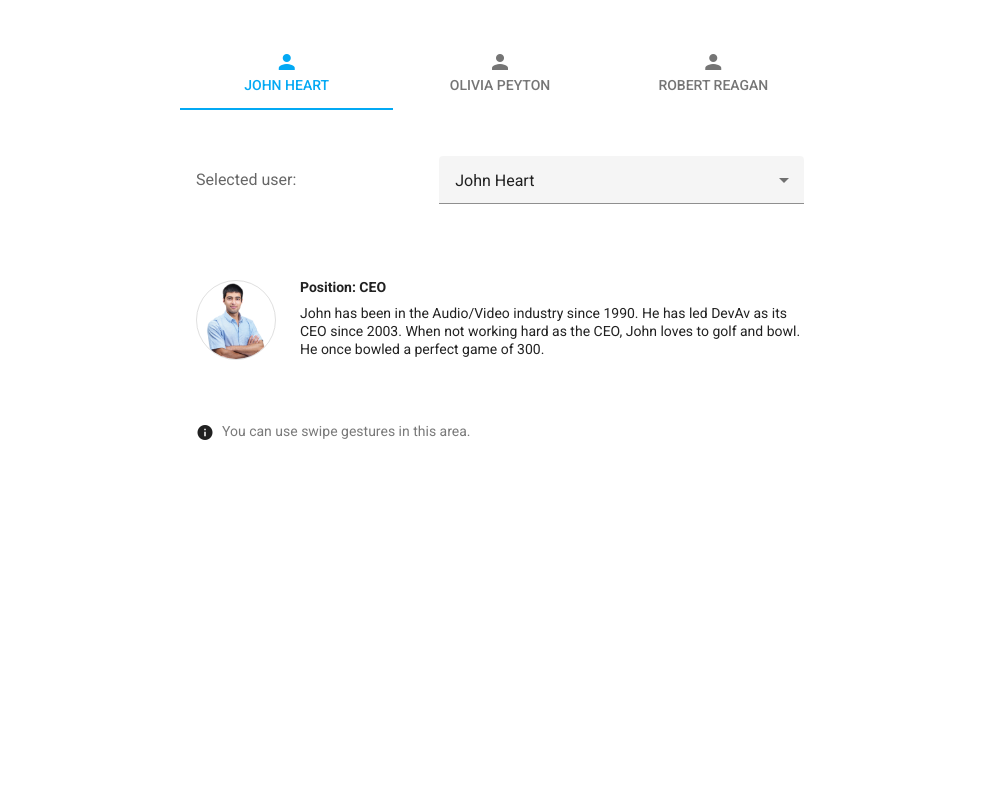 JOHN HEART
OLIVIA PEYTON
ROBERT REAGAN
Selected user:
John Heart
Position: CEO
John has been in the Audio/Video industry since 1990. He has led DevAv as its
CEO since 2003. When not working hard as the CEO, John loves to golf and bowl.
He once bowled a perfect game of 300.
You can use swipe gestures in this area.